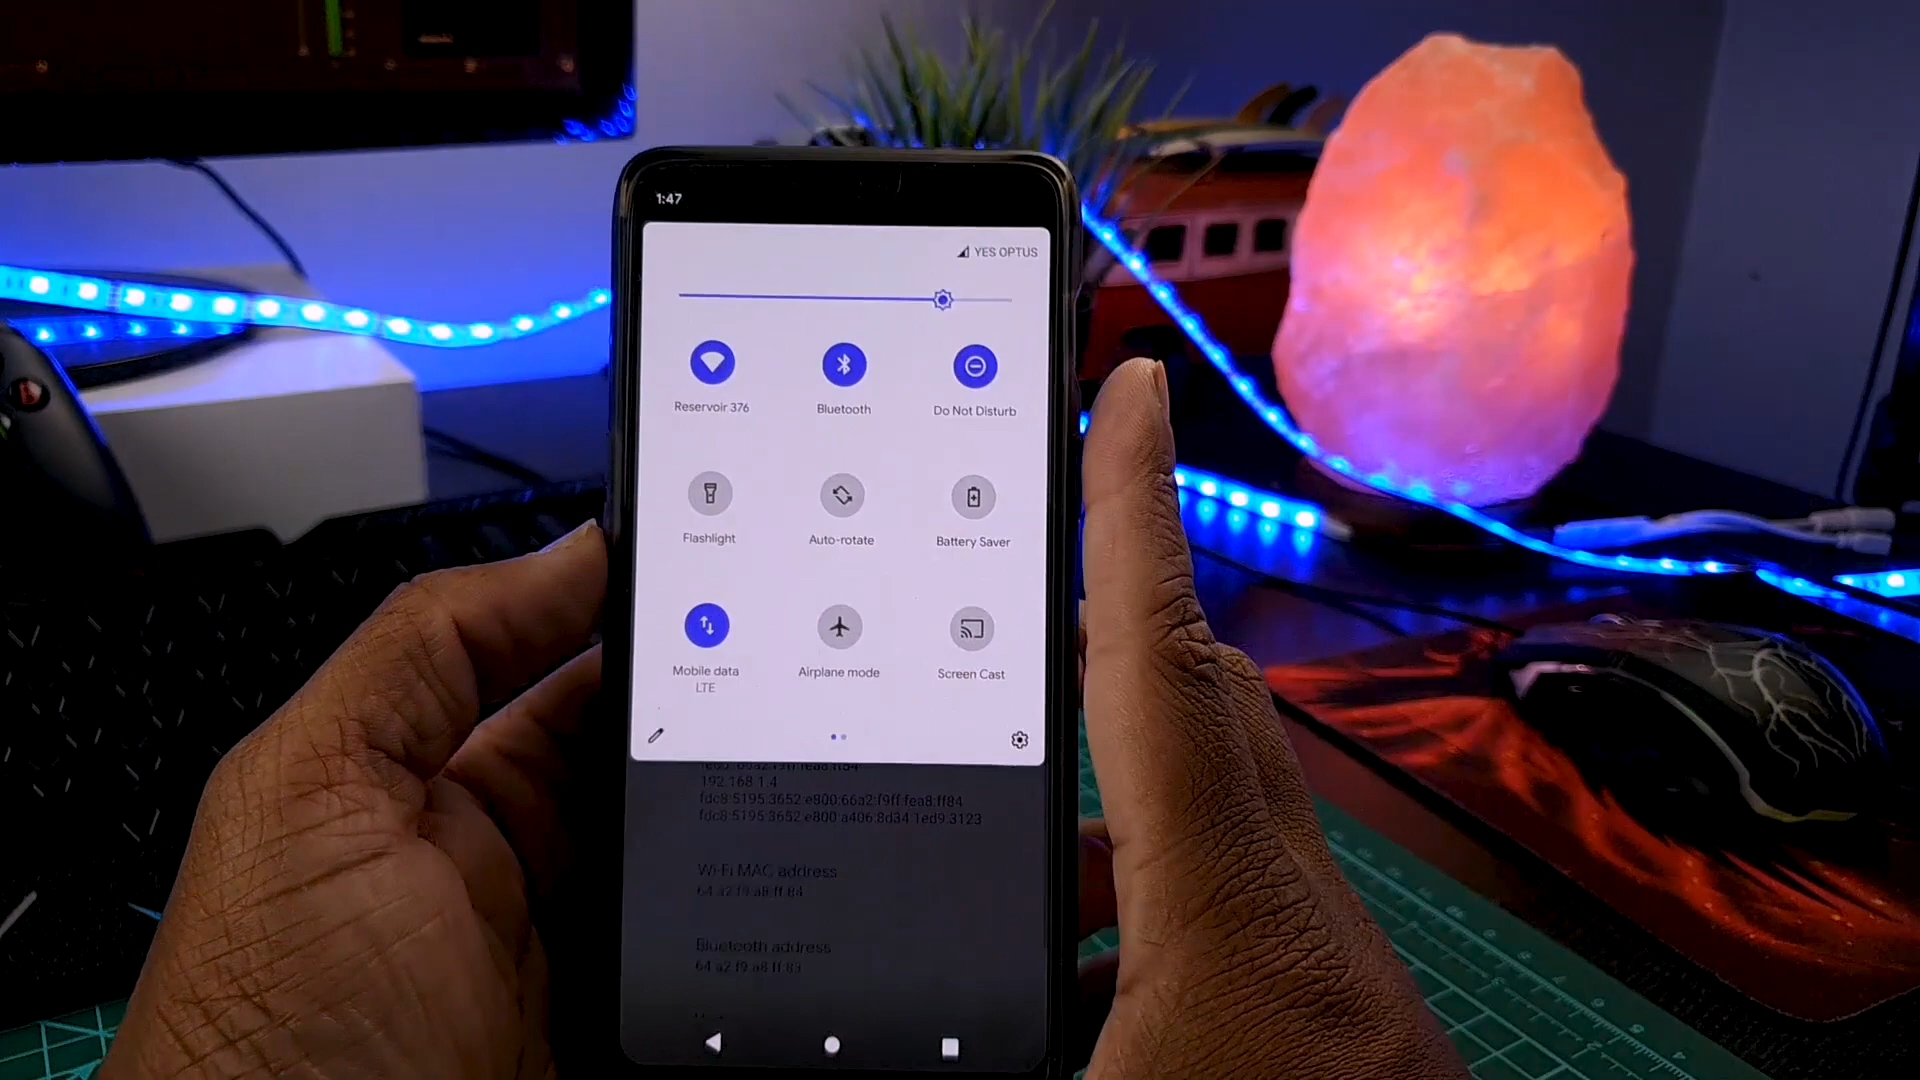 1:47
YES OPTUS
Reservoir 376
Bluetooth
Do Not Disturb
Flashlight
Auto-rotate
Battery Saver
Mobile data
LTE
Airplane mode
Screen Cast
192.168.1.4
fdc8:5195:3652:e800:66a2:f9ff:fea8:ff84
fdc8:5195:3652:e800:a406:8d34:1ed9:3123
Wi-Fi MAC address
64:a2:f9:a8:ff:84
Bluetooth address
64:a2:f9:a8:ff:83